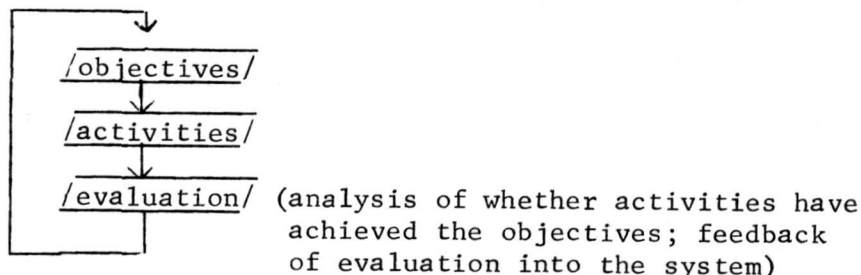 /objectives/
/activities/
/evaluation/ (analysis of whether activities have
achieved the objectives; feedback
of evaluation into the system)